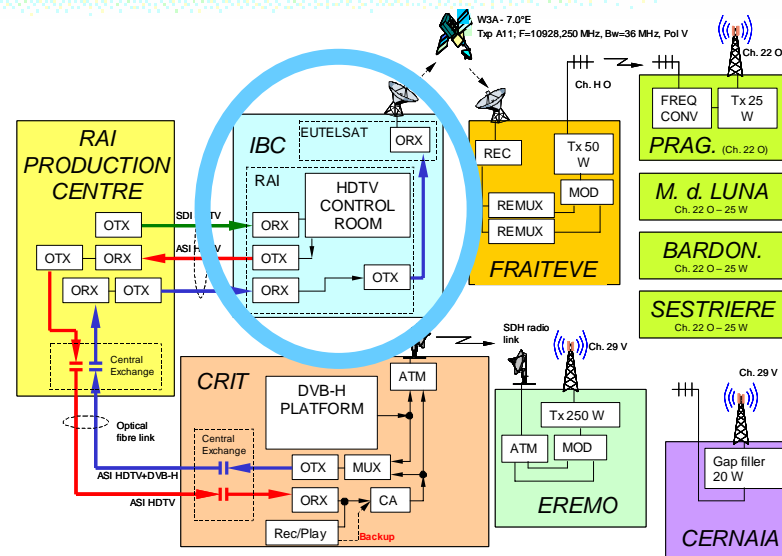 W3A - 7.0°E
Txp A11; F=10928,250 MHz, Bw=36 MHz, Pol V
Ch. 22 O
Ch. H O
FREQ
CONV
Tx 25
W
PRAG. (Ch. 22 O)
RAI
PRODUCTION
CENTRE
IBC
EUTELSAT
ORX
RAI
HDTV
CONTROL
ROOM
REC
Tx 50
W
MOD
REMUX
REMUX
FRAITEVE
M. d. LUNA
Ch. 22 O – 25 W
BARDON.
Ch. 22 O – 25 W
SESTRIERE
Ch. 22 O – 25 W
OTX
SDI
TV
ORX
OTX
ORX
ASI H
V
OTX
ORX
OTX
ORX
OTX
Central
Exchange
Optical
fibre link
ASI HDTV+DVB-H
ASI HDTV
CRIT
DVB-H
PLATFORM
ATM
Central
Exchange
OTX
MUX
ORX
CA
Rec/Play
Backup
SDH radio
link
Ch. 29 V
Tx 250 W
ATM
MOD
EREMO
Ch. 29 V
Gap filler
20 W
CERNAIA